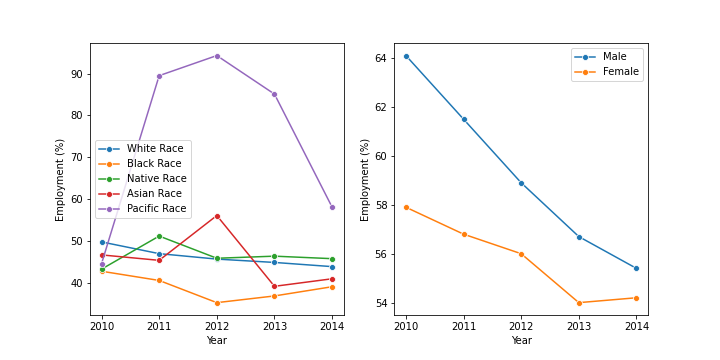 90
80
70
60
50
40
Employment (%)
White Race
Black Race
Native Race
Asian Race
Pacific Race
2010 2011 2012 2013 2014
Year
64
62
60
58
56
54
Employment (%)
Male
Female
2010 2011 2012 2013 2014
Year